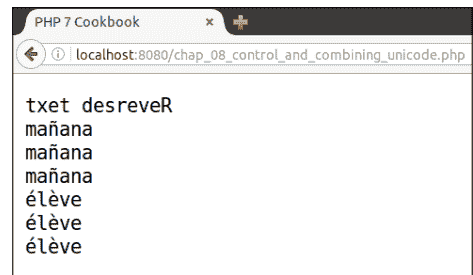 PHP 7 Cookbook
localhost:8080/chap_08_control_and_combining_unicode.php
txet desreveR
mañana
mañana
mañana
élève
élève
élève